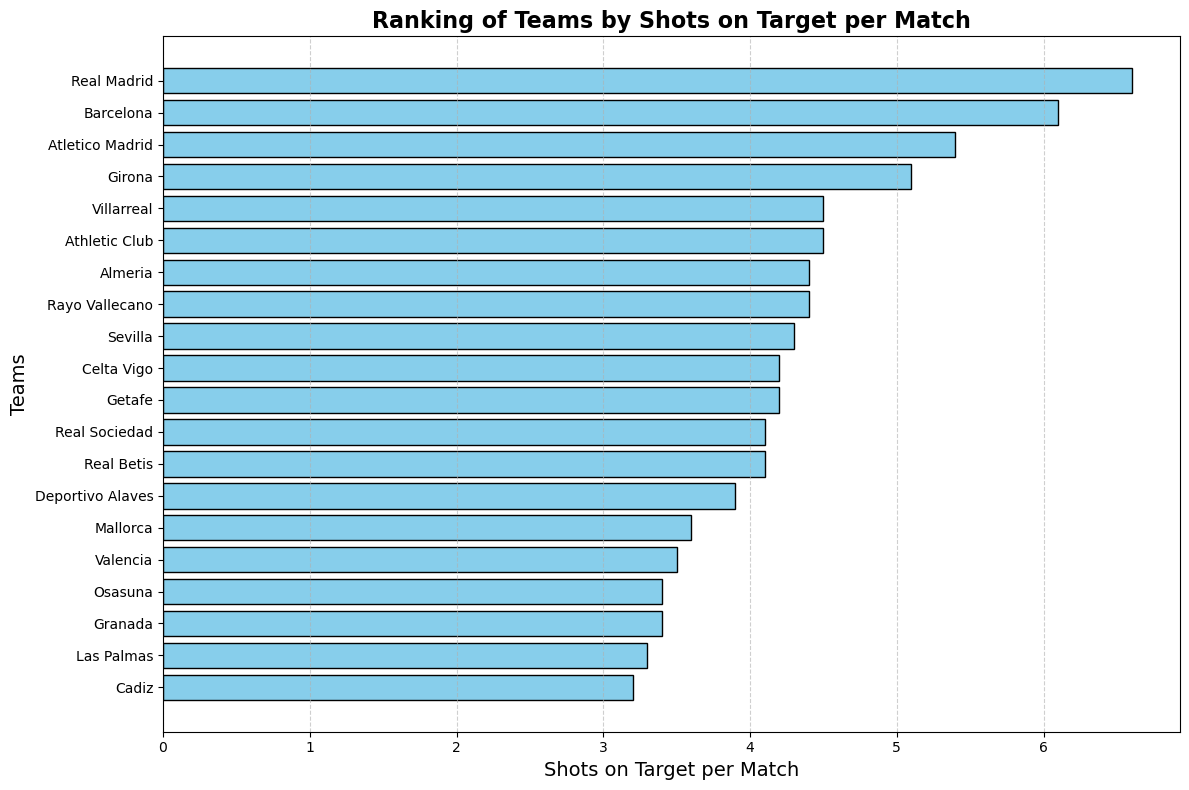 Ranking of Teams by Shots on Target per Match
Teams
Real Madrid
Barcelona
Atletico Madrid
Girona
Villarreal
Athletic Club
Almeria
Rayo Vallecano
Sevilla
Celta Vigo
Getafe
Real Sociedad
Real Betis
Deportivo Alaves
Mallorca
Valencia
Osasuna
Granada
Las Palmas
Cadiz
0 1 2 3 4 5 6
Shots on Target per Match